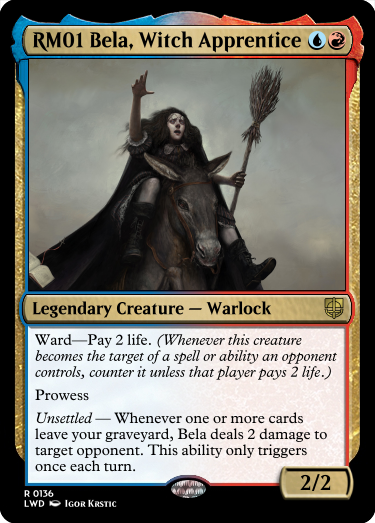 RM01 Bela, Witch Apprentice
Legendary Creature — Warlock
Ward—Pay 2 life. (Whenever this creature
becomes the target of a spell or ability an opponent
controls, counter it unless that player pays 2 life.)
Prowess
Unsettled — Whenever one or more cards
leave your graveyard, Bela deals 2 damage to
target opponent. This ability only triggers
once each turn.
2/2
R 0136
LWD Igor Krstic